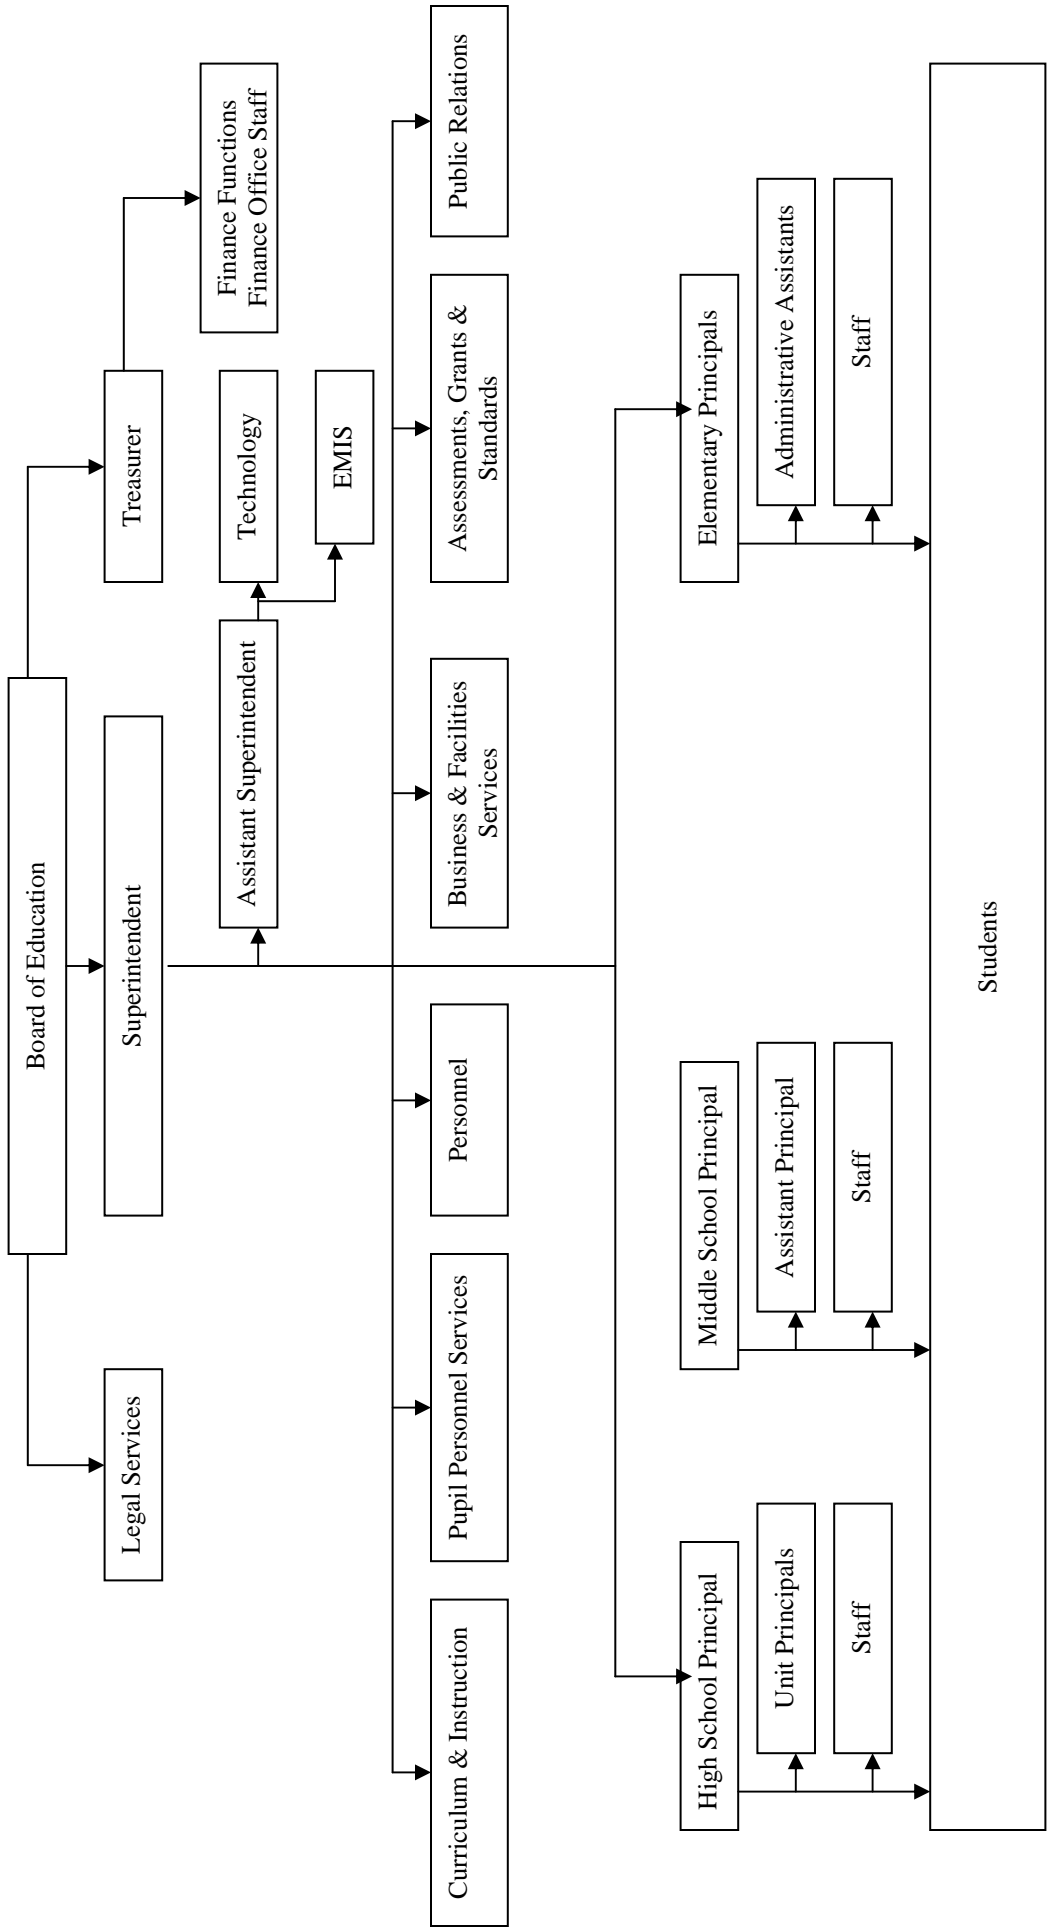 Board of Education
Legal Services
Superintendent
Treasurer
Finance Functions
Finance Office Staff
Assistant Superintendent
Technology
EMIS
Curriculum & Instruction
Pupil Personnel Services
Personnel
Business & Facilities
Services
Assessments, Grants &
Standards
Public Relations
High School Principal
Unit Principals
Staff
Middle School Principal
Assistant Principal
Staff
Elementary Principals
Administrative Assistants
Staff
Students